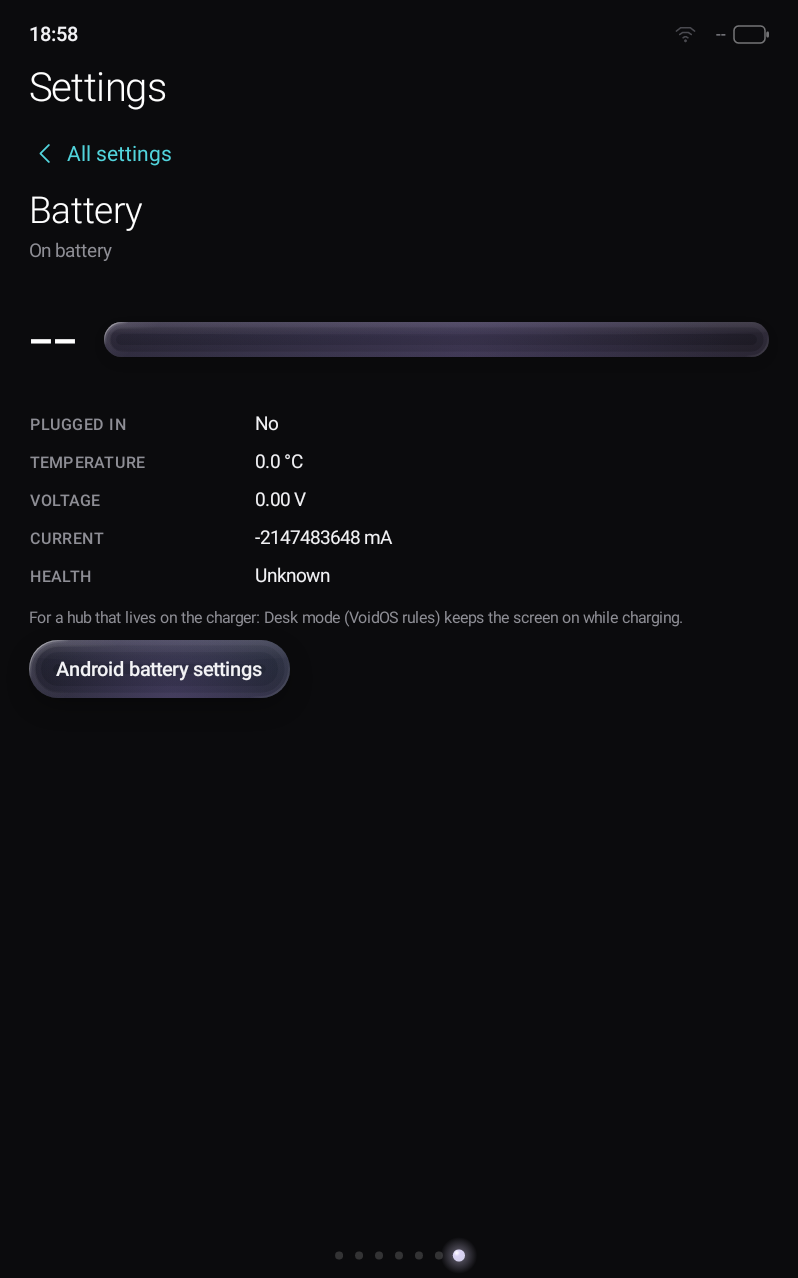 18:58
--
Settings
All settings
Battery
On battery
--
PLUGGED IN No
TEMPERATURE 0.0 °C
VOLTAGE 0.00 V
CURRENT -2147483648 mA
HEALTH Unknown
For a hub that lives on the charger: Desk mode (VoidOS rules) keeps the screen on while charging.
Android battery settings